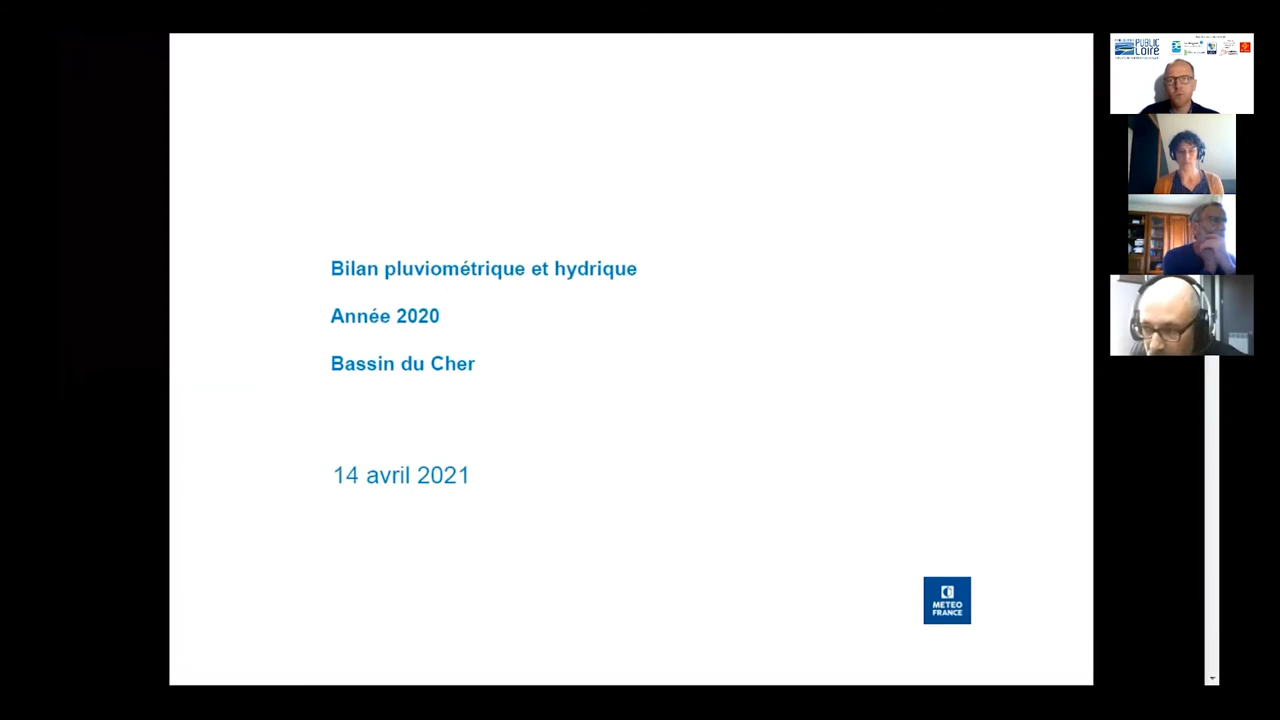 Bilan pluviométrique et hydrique
Année 2020
Bassin du Cher
14 avril 2021
METEO
FRANCE
PUBLIC
Loire